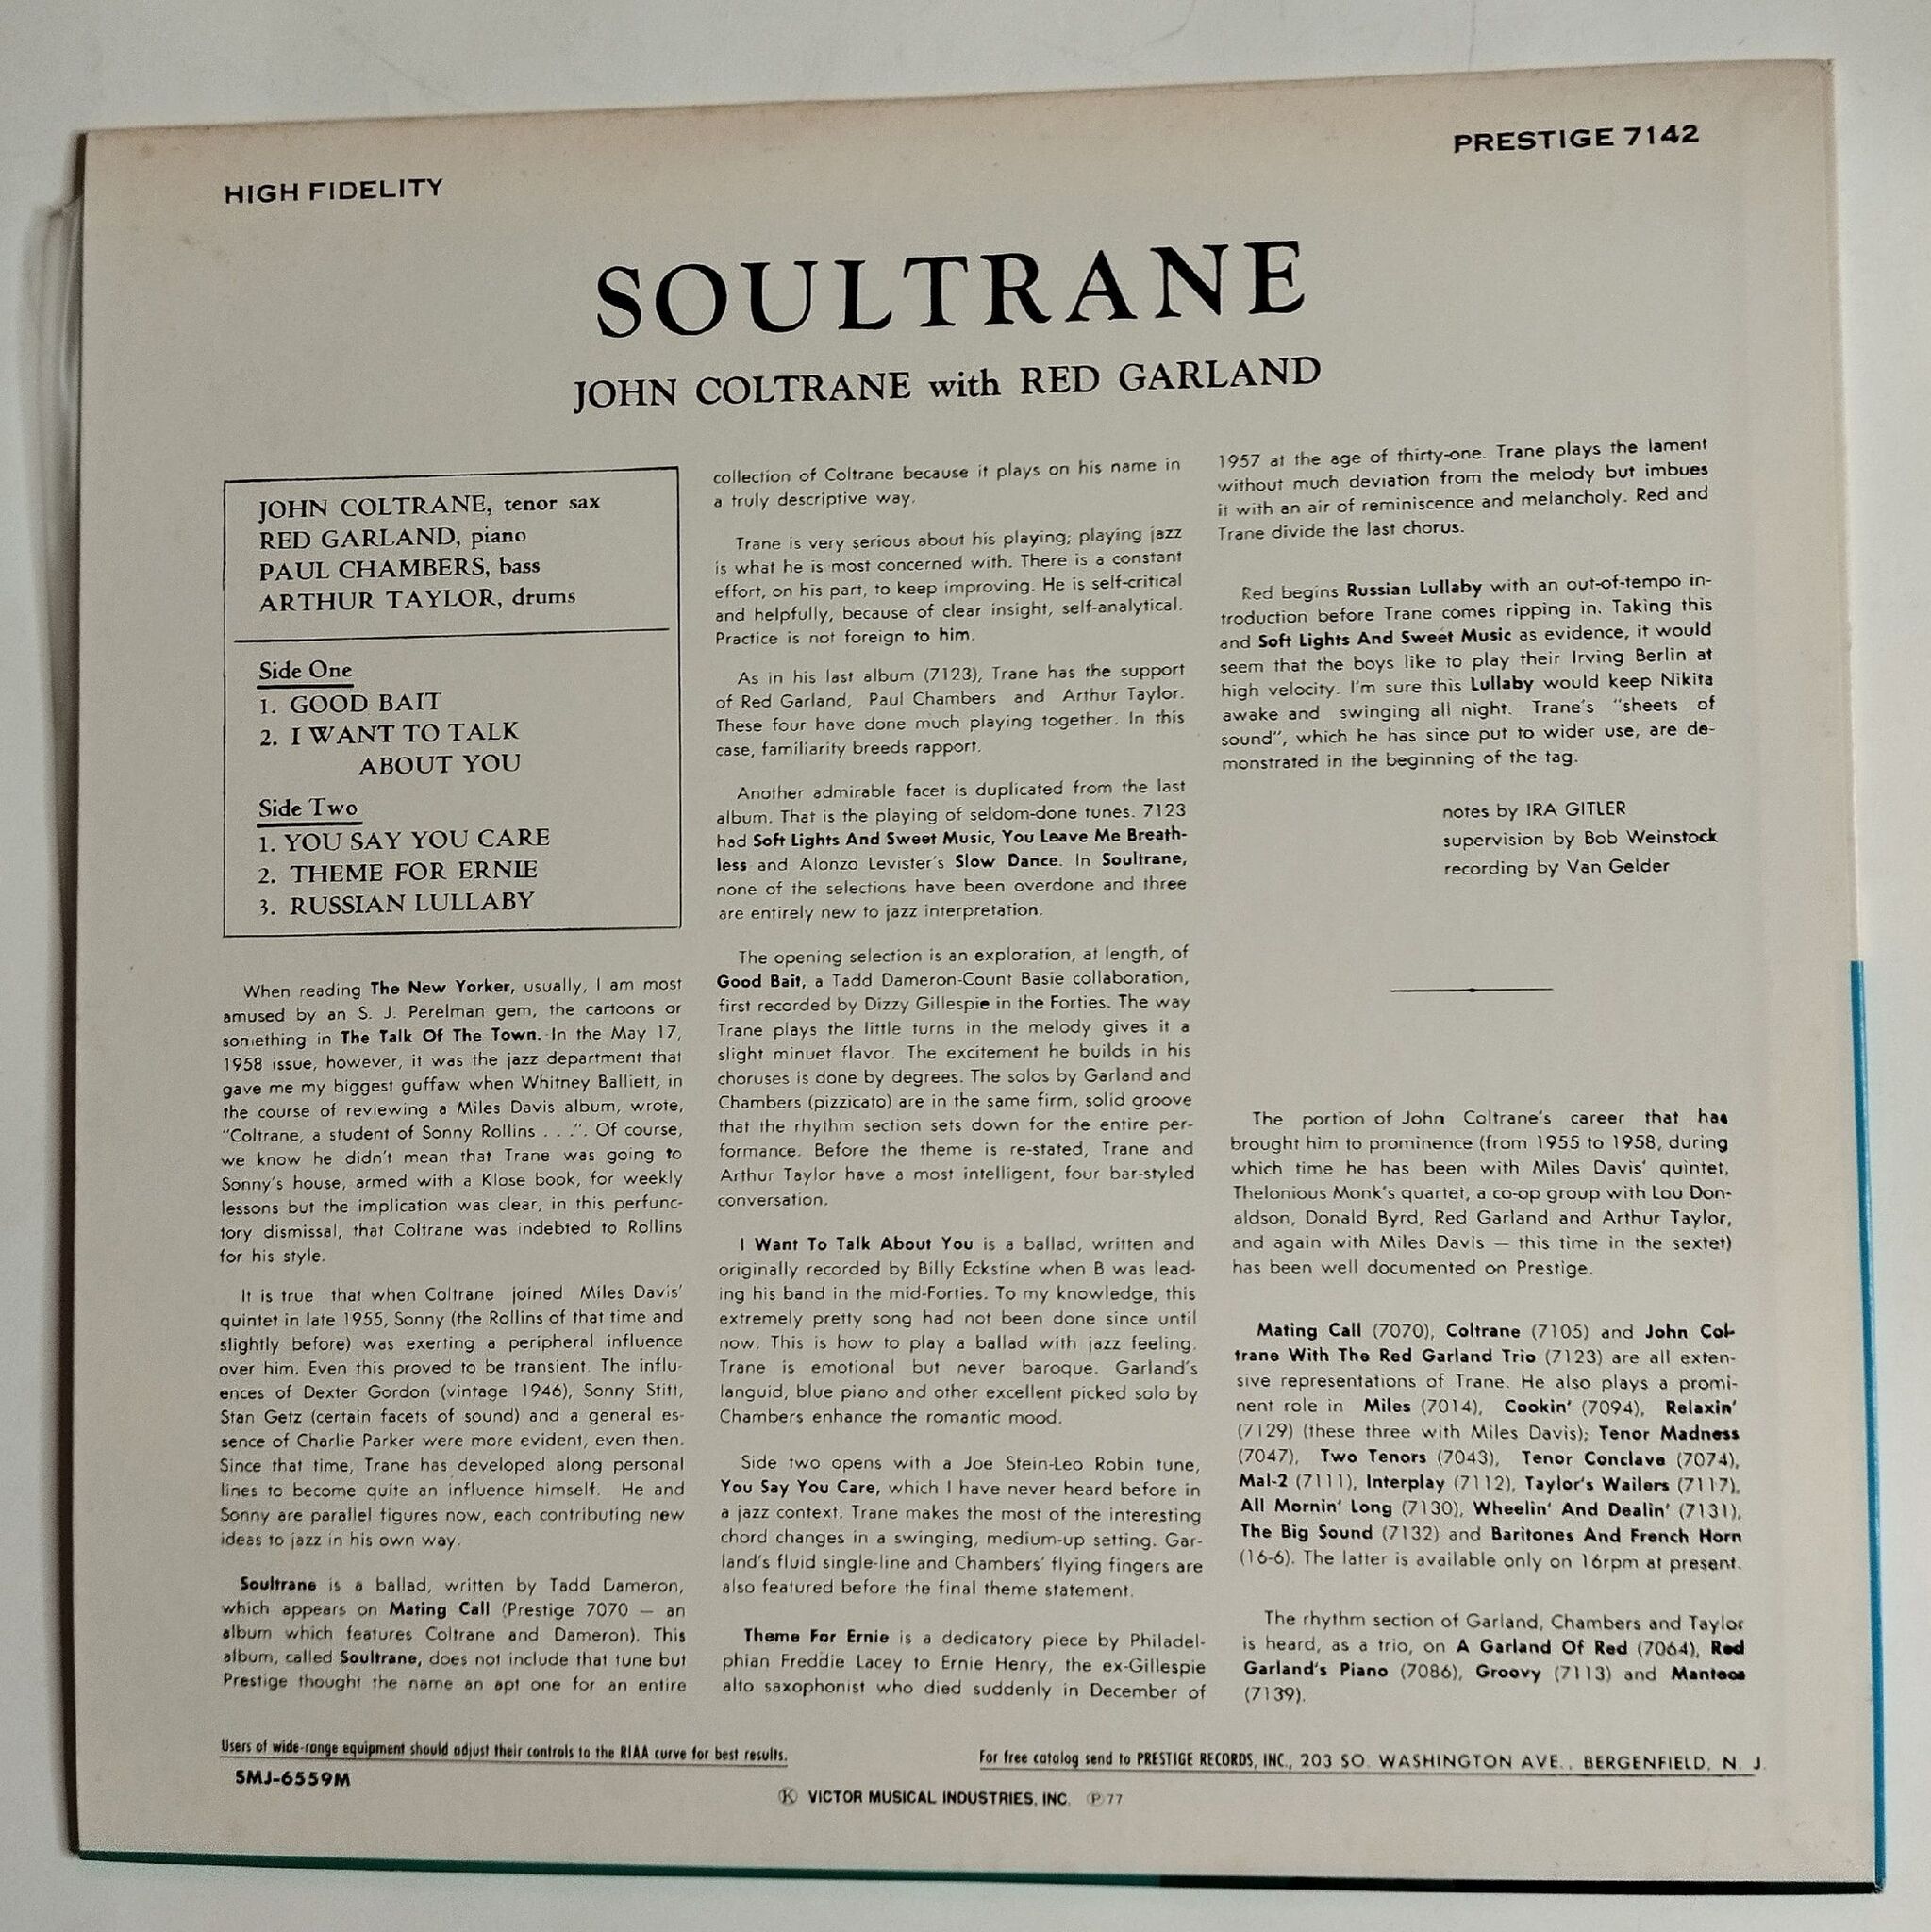 HIGH FIDELITY
PRESTIGE 7142
SOULTRANE
JOHN COLTRANE with RED GARLAND
JOHN COLTRANE, tenor sax
RED GARLAND, piano
PAUL CHAMBERS, bass
ARTHUR TAYLOR, drums
Side One
1. GOOD BAIT
2. I WANT TO TALK
ABOUT YOU
Side Two
1. YOU SAY YOU CARE
2. THEME FOR ERNIE
3. RUSSIAN LULLABY
When reading The New Yorker, usually, I am most
amused by an S. J. Perelman gem, the cartoons or
something in The Talk Of The Town. In the May 17,
1958 issue, however, it was the jazz department that
gave me my biggest guffaw when Whitney Balliett, in
the course of reviewing a Miles Davis album, wrote,
"Coltrane, a student of Sonny Rollins . . .". Of course,
we know he didn't mean that Trane was going to
Sonny's house, armed with a Klose book, for weekly
lessons but the implication was clear, in this perfunc-
tory dismissal, that Coltrane was indebted to Rollins
for his style.
It is true that when Coltrane joined Miles Davis'
quintet in late 1955, Sonny (the Rollins of that time and
slightly before) was exerting a peripheral influence
over him. Even this proved to be transient. The influ-
ences of Dexter Gordon (vintage 1946), Sonny Stitt,
Stan Getz (certain facets of sound) and a general es-
sence of Charlie Parker were more evident, even then.
Since that time, Trane has developed along personal
lines to become quite an influence himself. He and
Sonny are parallel figures now, each contributing new
ideas to jazz in his own way.
Soultrane is a ballad, written by Tadd Dameron,
which appears on Mating Call (Prestige 7070 — an
album which features Coltrane and Dameron). This
album, called Soultrane, does not include that tune but
Prestige thought the name an apt one for an entire
collection of Coltrane because it plays on his name in
a truly descriptive way.
Trane is very serious about his playing; playing jazz
is what he is most concerned with. There is a constant
effort, on his part, to keep improving. He is self-critical
and helpfully, because of clear insight, self-analytical.
Practice is not foreign to him.
As in his last album (7123), Trane has the support
of Red Garland, Paul Chambers and Arthur Taylor.
These four have done much playing together. In this
case, familiarity breeds rapport.
Another admirable facet is duplicated from the last
album. That is the playing of seldom-done tunes. 7123
had Soft Lights And Sweet Music, You Leave Me Breath-
less and Alonzo Levister's Slow Dance. In Soultrane,
none of the selections have been overdone and three
are entirely new to jazz interpretation.
The opening selection is an exploration, at length, of
Good Bait, a Tadd Dameron-Count Basie collaboration,
first recorded by Dizzy Gillespie in the Forties. The way
Trane plays the little turns in the melody gives it a
slight minuet flavor. The excitement he builds in his
choruses is done by degrees. The solos by Garland and
Chambers (pizzicato) are in the same firm, solid groove
that the rhythm section sets down for the entire per-
formance. Before the theme is re-stated, Trane and
Arthur Taylor have a most intelligent, four bar-styled
conversation.
I Want To Talk About You is a ballad, written and
originally recorded by Billy Eckstine when B was lead-
ing his band in the mid-Forties. To my knowledge, this
extremely pretty song had not been done since until
now. This is how to play a ballad with jazz feeling.
Trane is emotional but never baroque. Garland's
languid, blue piano and other excellent picked solo by
Chambers enhance the romantic mood.
Side two opens with a Joe Stein-Leo Robin tune,
You Say You Care, which I have never heard before in
a jazz context. Trane makes the most of the interesting
chord changes in a swinging, medium-up setting. Gar-
land's fluid single-line and Chambers' flying fingers are
also featured before the final theme statement.
Theme For Ernie is a dedicatory piece by Philadel-
phian Freddie Lacey to Ernie Henry, the ex-Gillespie
alto saxophonist who died suddenly in December of
1957 at the age of thirty-one. Trane plays the lament
without much deviation from the melody but imbues
it with an air of reminiscence and melancholy. Red and
Trane divide the last chorus.
Red begins Russian Lullaby with an out-of-tempo in-
troduction before Trane comes ripping in. Taking this
and Soft Lights And Sweet Music as evidence, it would
seem that the boys like to play their Irving Berlin at
high velocity. I'm sure this Lullaby would keep Nikita
awake and swinging all night. Trane's "sheets of
sound", which he has since put to wider use, are de-
monstrated in the beginning of the tag.
notes by IRA GITLER
supervision by Bob Weinstock
recording by Van Gelder
The portion of John Coltrane's career that has
brought him to prominence (from 1955 to 1958, during
which time he has been with Miles Davis' quintet,
Thelonious Monk's quartet, a co-op group with Lou Don-
aldson, Donald Byrd, Red Garland and Arthur Taylor,
and again with Miles Davis — this time in the sextet)
has been well documented on Prestige.
Mating Call (7070), Coltrane (7105) and John Col-
trane With The Red Garland Trio (7123) are all exten-
sive representations of Trane. He also plays a promi-
nent role in Miles (7014), Cookin' (7094), Relaxin'
(7129) (these three with Miles Davis); Tenor Madness
(7047), Two Tenors (7043), Tenor Conclave (7074),
Mal-2 (7111), Interplay (7112), Taylor's Wailers (7117),
All Mornin' Long (7130), Wheelin' And Dealin' (7131),
The Big Sound (7132) and Baritones And French Horn
(16-6). The latter is available only on 16rpm at present.
The rhythm section of Garland, Chambers and Taylor
is heard, as a trio, on A Garland Of Red (7064), Red
Garland's Piano (7086), Groovy (7113) and Manteca
(7139).
Users of wide-range equipment should adjust their controls to the RIAA curve for best results.
For free catalog send to PRESTIGE RECORDS, INC., 203 SO. WASHINGTON AVE., BERGENFIELD, N. J.
SMJ-6559M
Ⓚ VICTOR MUSICAL INDUSTRIES, INC. Ⓟ 77